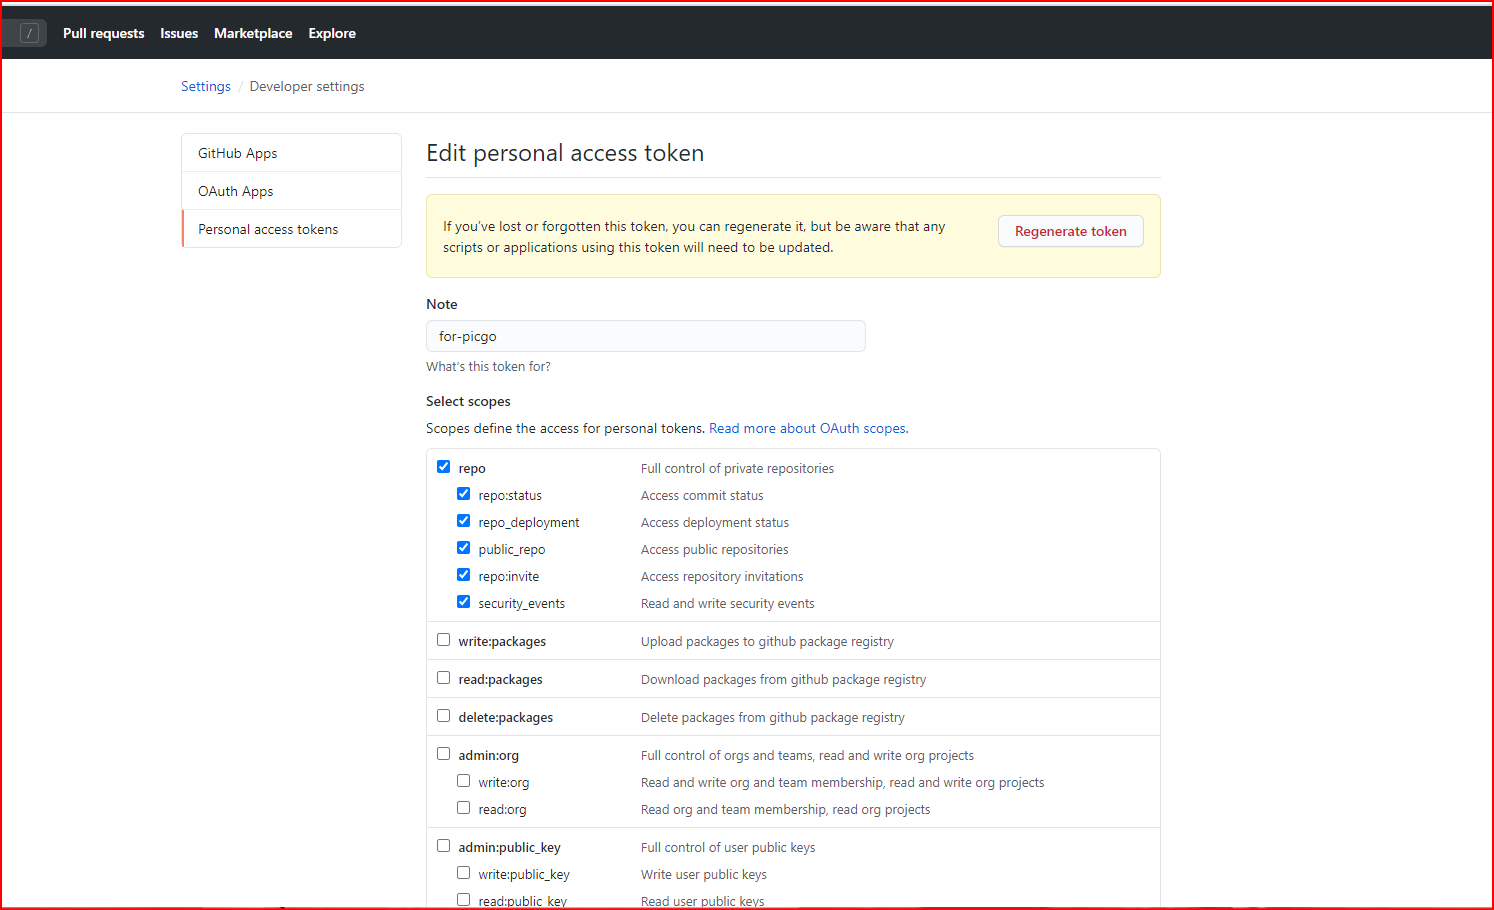 / Pull requests Issues Marketplace Explore
Settings / Developer settings
GitHub Apps
OAuth Apps
Personal access tokens
Edit personal access token
If you've lost or forgotten this token, you can regenerate it, but be aware that any
scripts or applications using this token will need to be updated.
Regenerate token
Note
for-picgo
What's this token for?
Select scopes
Scopes define the access for personal tokens. Read more about OAuth scopes.
repo Full control of private repositories
repo:status Access commit status
repo_deployment Access deployment status
public_repo Access public repositories
repo:invite Access repository invitations
security_events Read and write security events
write:packages Upload packages to github package registry
read:packages Download packages from github package registry
delete:packages Delete packages from github package registry
admin:org Full control of orgs and teams, read and write org projects
write:org Read and write org and team membership, read and write org projects
read:org Read org and team membership, read org projects
admin:public_key Full control of user public keys
write:public_key Write user public keys
read:public_key Read user public keys